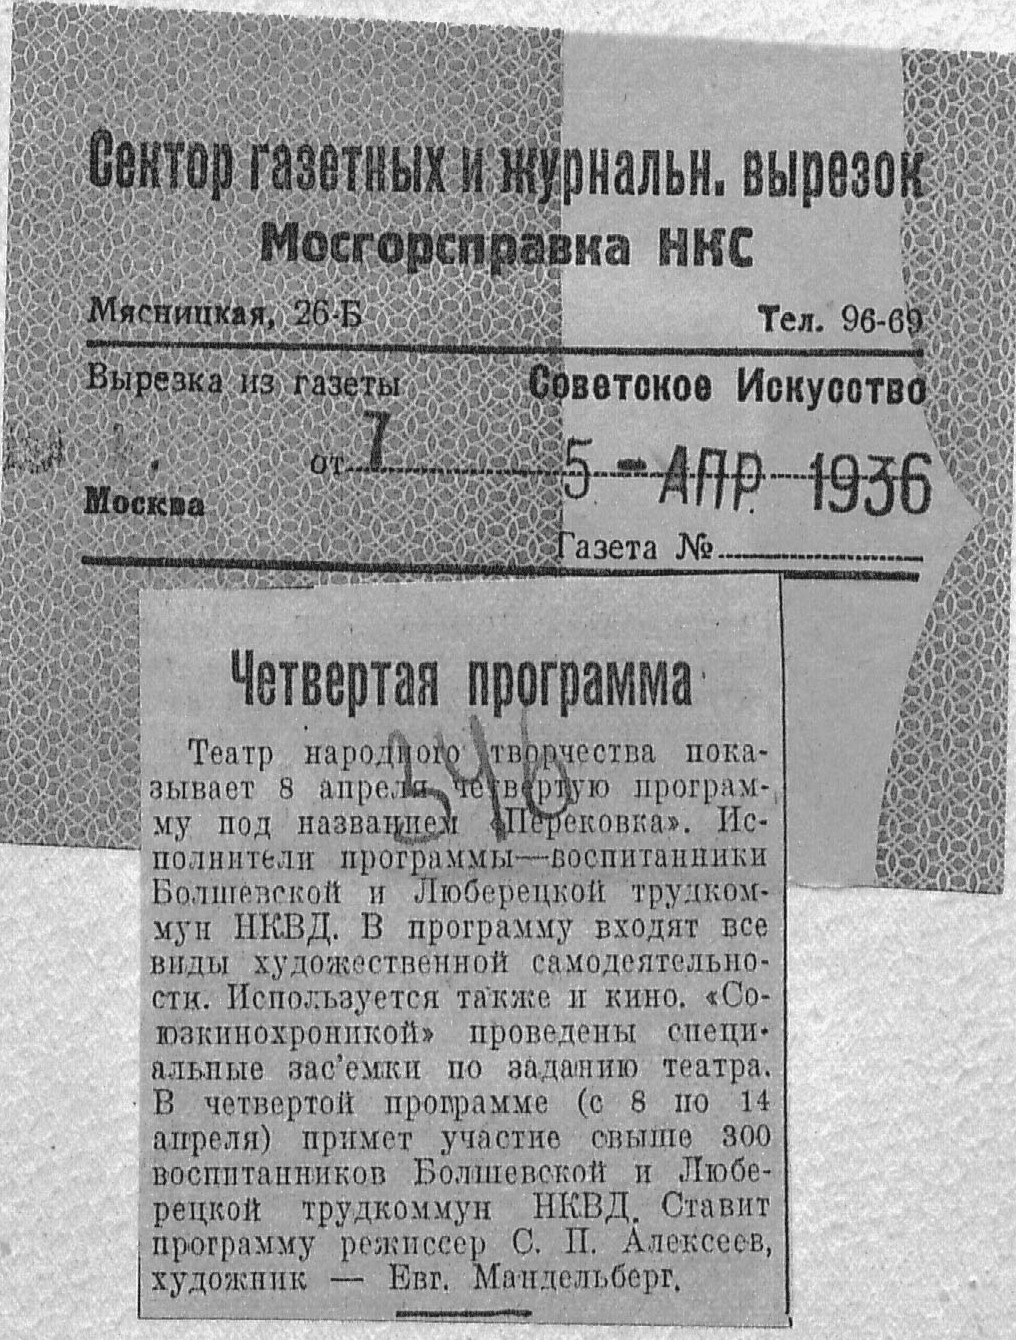 Сектор газетных и журнальн. вырезок
Мосгорсправка НКС
Мясницкая, 26-Б Тел. 96-69
Вырезка из газеты Советское Искусство
от 7 5 - АПР. 1936
Москва
Газета №
Четвертая программа
346
Театр народного творчества пока-
зывает 8 апреля четвертую програм-
му под названием «Перековка». Ис-
полнители программы—воспитанники
Болшевской и Люберецкой трудком-
мун НКВД. В программу входят все
виды художественной самодеятельно-
сти. Используется также и кино. «Со-
юзкинохроникой» проведены специ-
альные зас'емки по заданию театра.
В четвертой программе (с 8 по 14
апреля) примет участие свыше 300
воспитанников Болшевской и Любе-
рецкой трудкоммун НКВД. Ставит
программу режиссер С. П. Алексеев,
художник — Евг. Мандельберг.